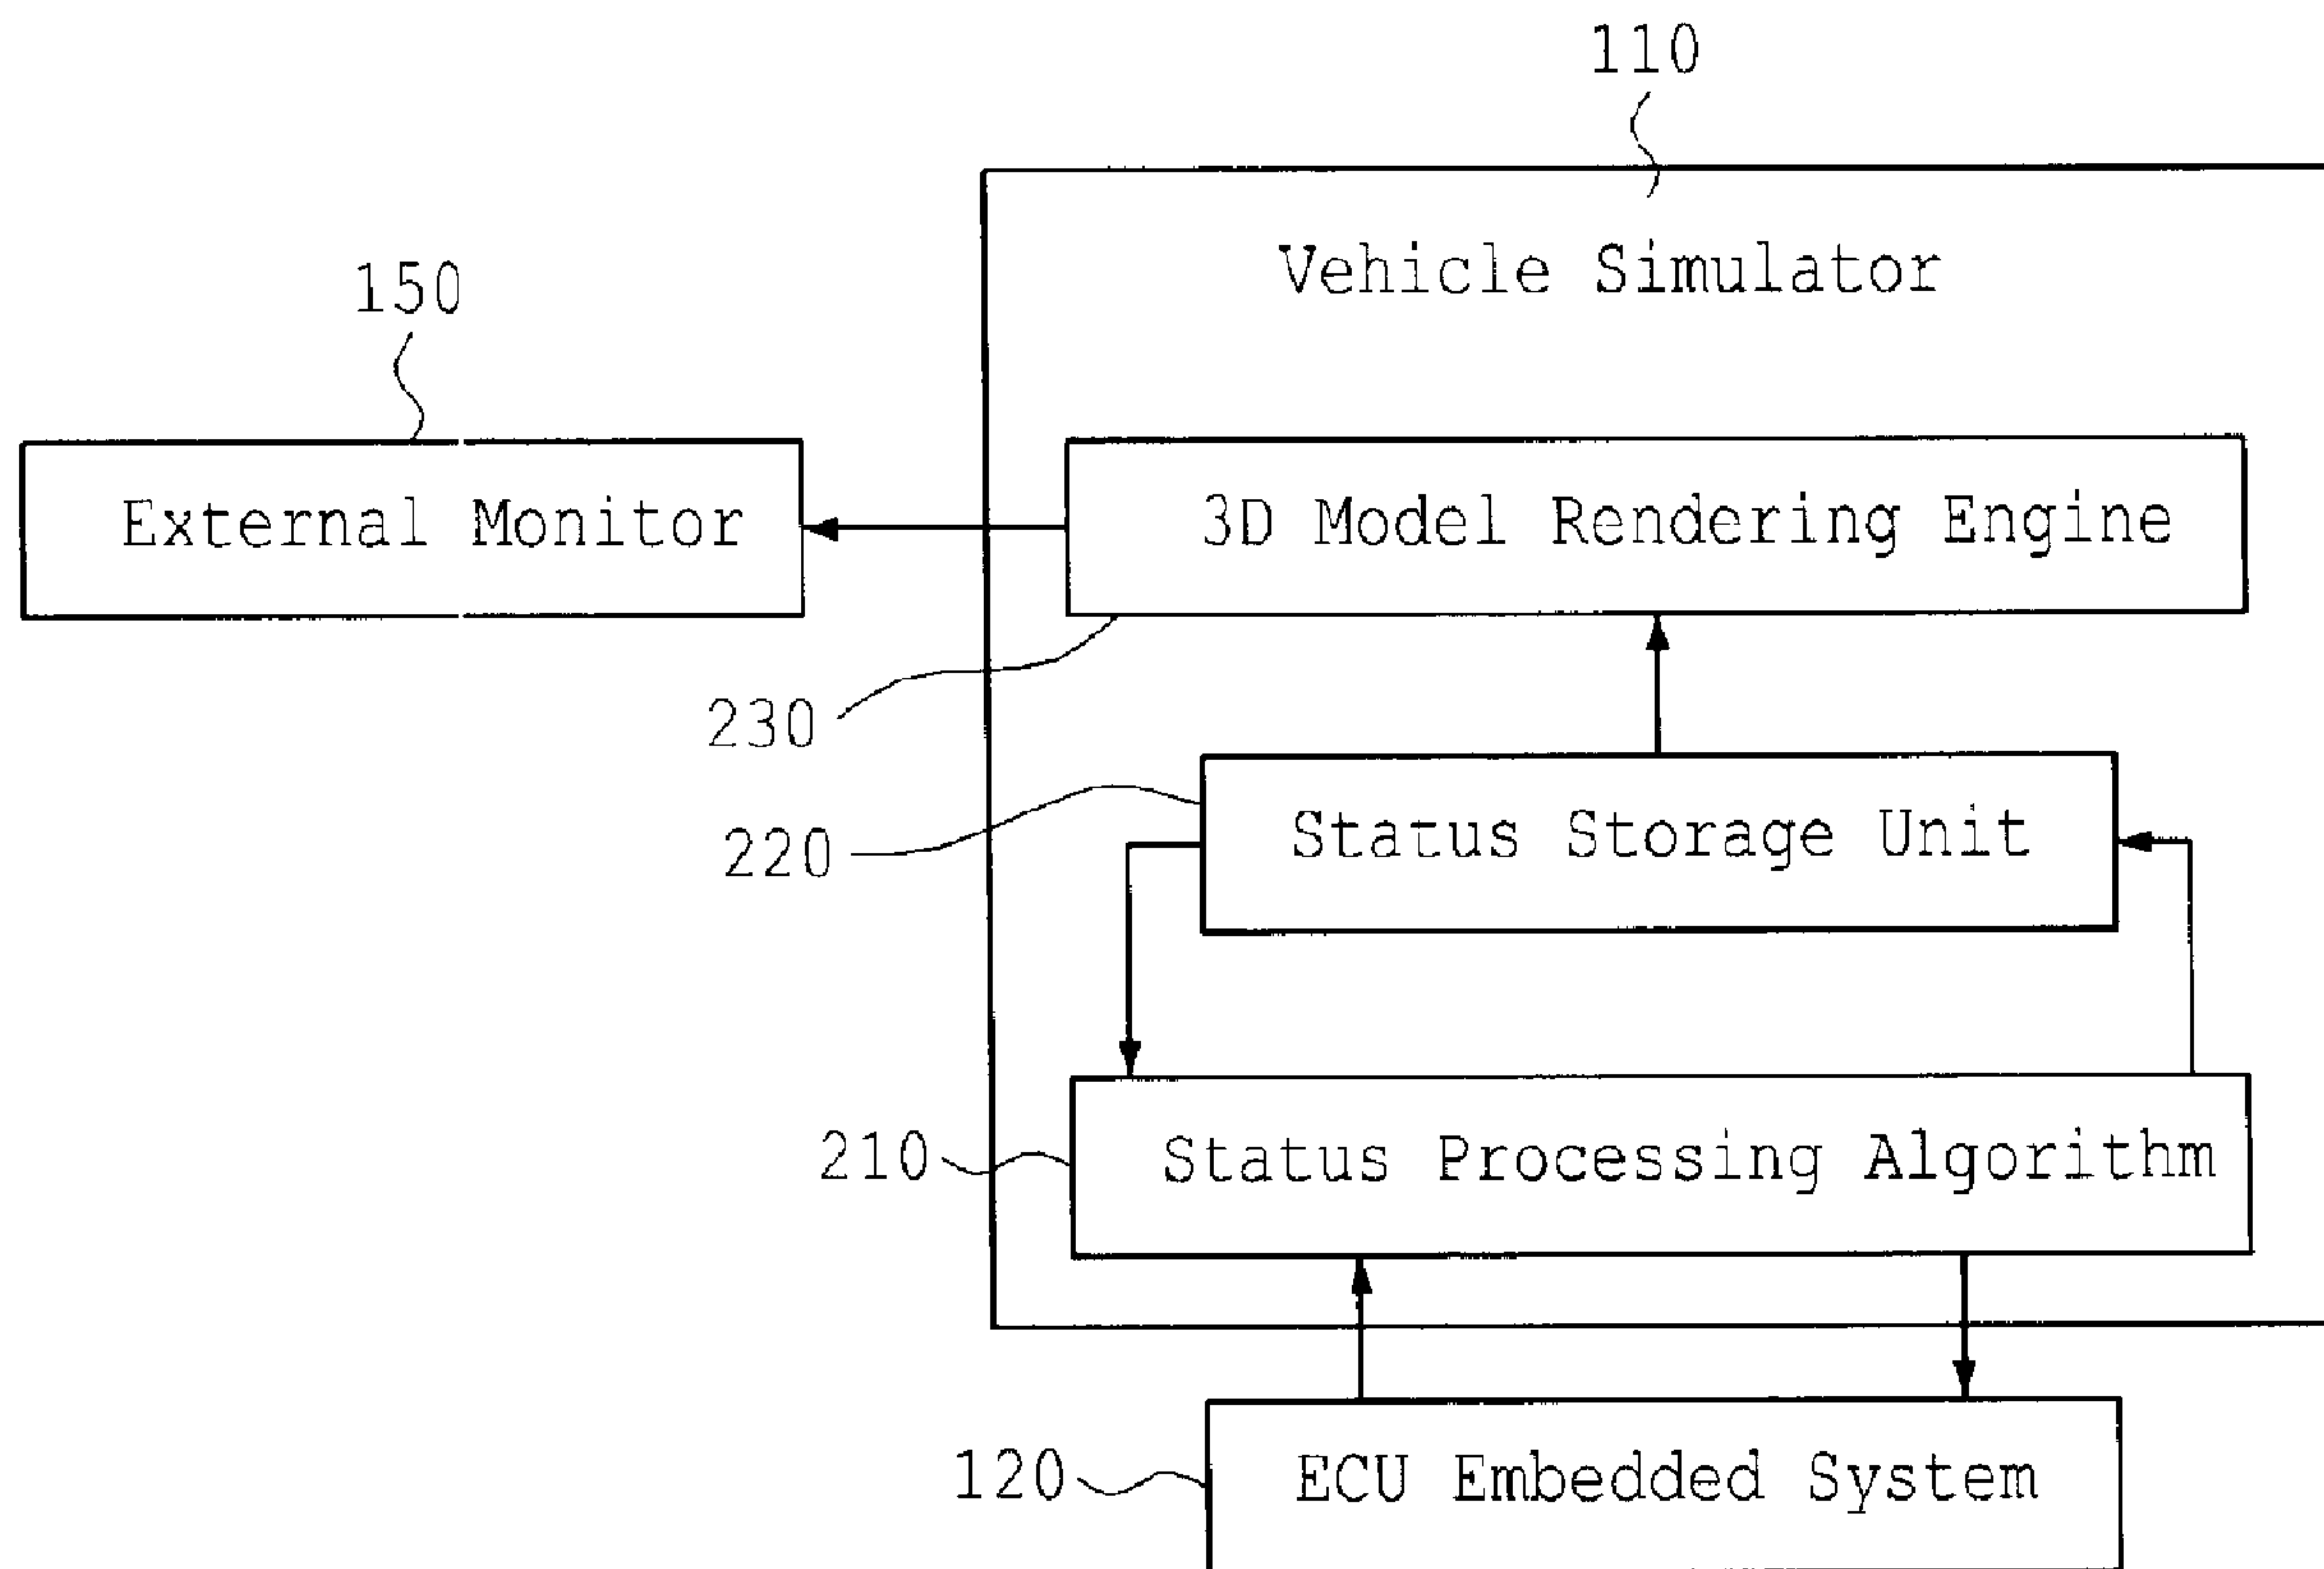 110
Vehicle Simulator
150
External Monitor
3D Model Rendering Engine
230
Status Storage Unit
220
210
Status Processing Algorithm
120
ECU Embedded System